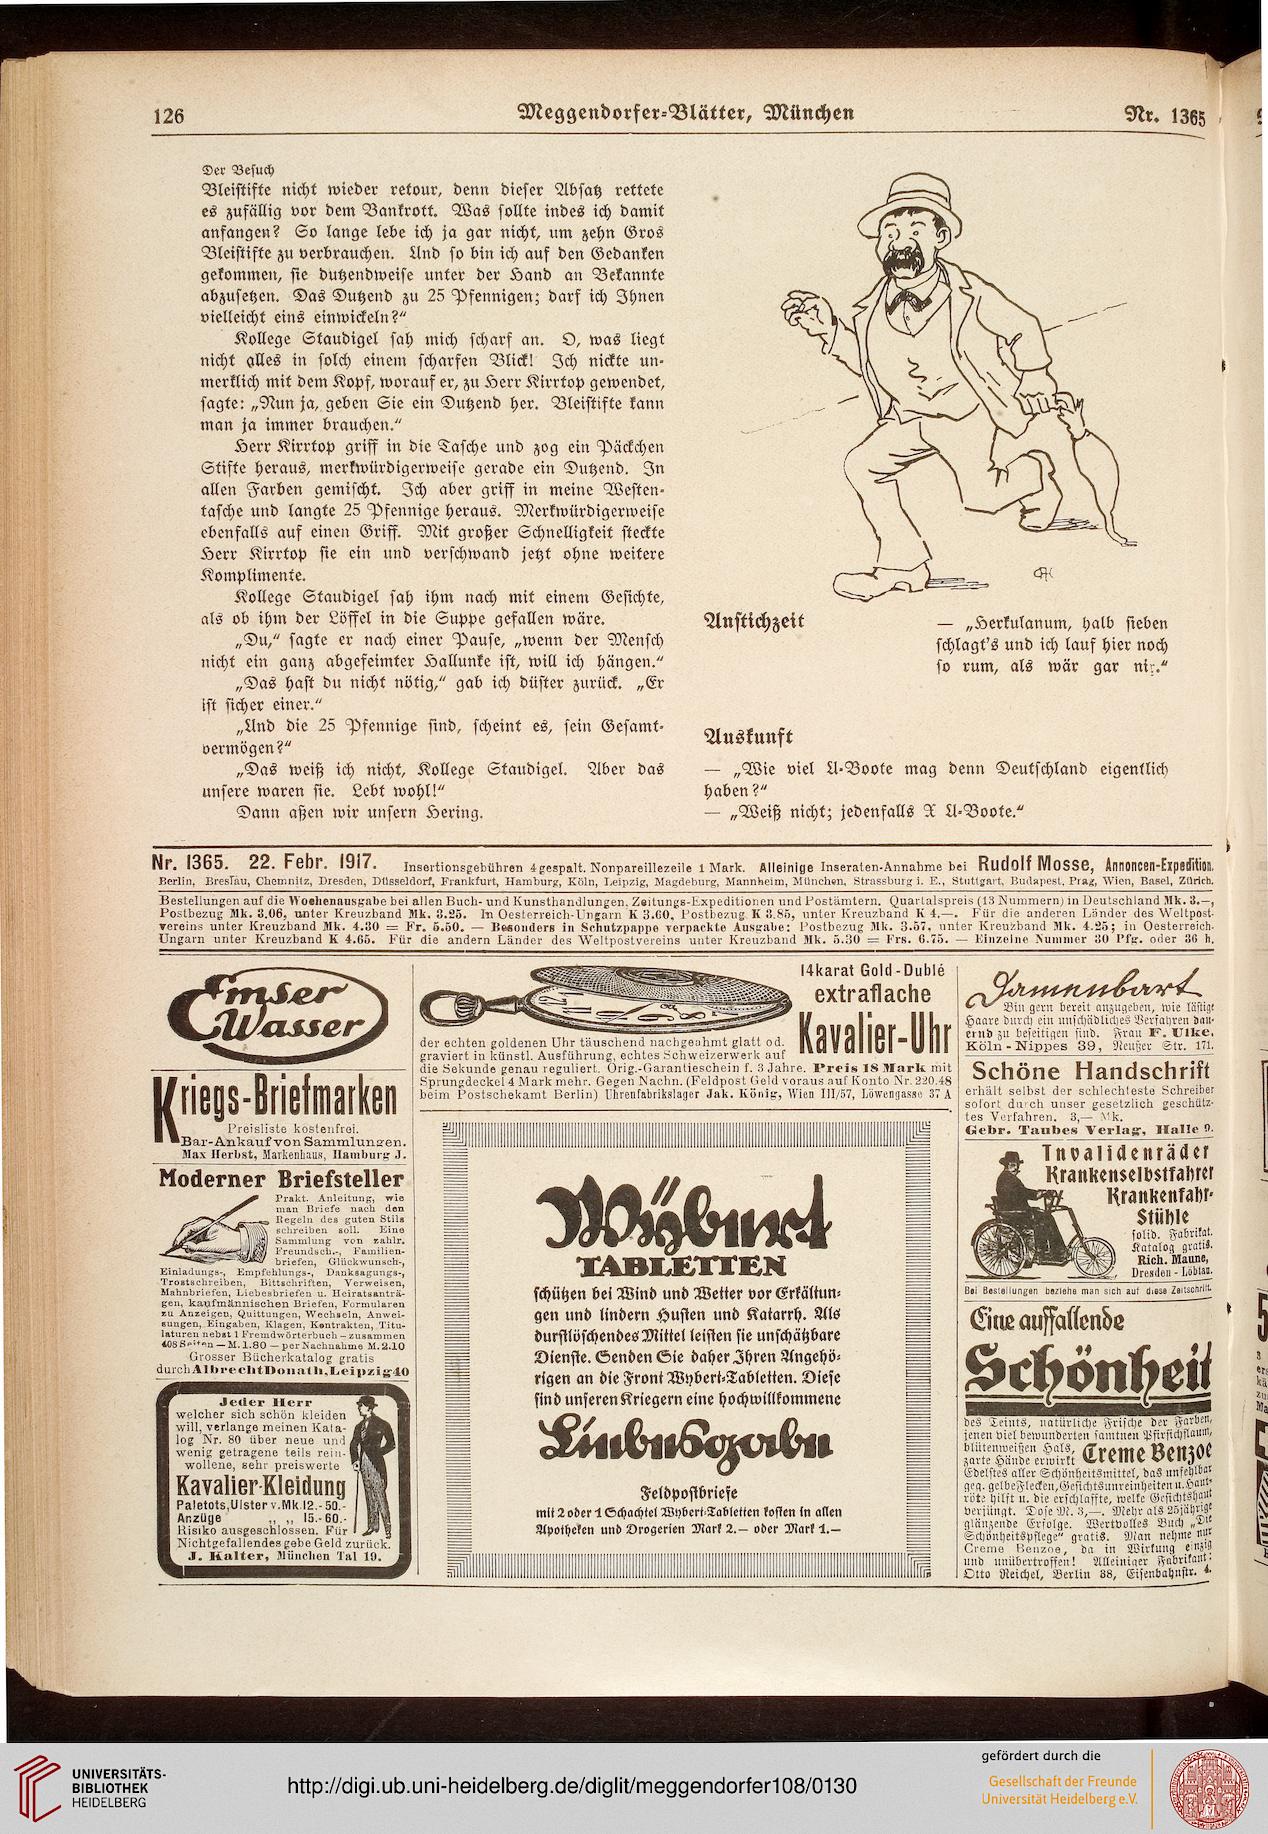 126
Meggendorfer-Blätter, München
Nr. 1365
Der Besuch
Bleistifte nicht wieder retour, denn dieser Absatz rettete
es zufällig vor dem Bankrott. Was sollte indes ich damit
anfangen? So lange lebe ich ja gar nicht, um zehn Gros
Bleistifte zu verbrauchen. Und so bin ich auf den Gedanken
gekommen, sie dutzendweise unter der Hand an Bekannte
abzusetzen. Das Dutzend zu 25 Pfennigen; darf ich Ihnen
vielleicht eins einwickeln?"
Kollege Staudigel sah mich scharf an. O, was liegt
nicht alles in solch einem scharfen Blick! Ich nickte un-
merklich mit dem Kopf, worauf er, zu Herr Kirrtop gewendet,
sagte: „Nun ja, geben Sie ein Dutzend her. Bleistifte kann
man ja immer brauchen."
Herr Kirrtop griff in die Tasche und zog ein Päckchen
Stifte heraus, merkwürdigerweise gerade ein Dutzend. In
allen Farben gemischt. Ich aber griff in meine Westen-
tasche und langte 25 Pfennige heraus. Merkwürdigerweise
ebenfalls auf einen Griff. Mit großer Schnelligkeit steckte
Herr Kirrtop sie ein und verschwand jetzt ohne weitere
Komplimente.
Kollege Staudigel sah ihm nach mit einem Gesichte,
als ob ihm der Löffel in die Suppe gefallen wäre.
„Du," sagte er nach einer Pause, „wenn der Mensch
nicht ein ganz abgefeimter Hallunke ist, will ich hängen."
„Das hast du nicht nötig," gab ich düster zurück. „Er
ist sicher einer."
„Und die 25 Pfennige sind, scheint es, sein Gesamt-
vermögen?"
„Das weiß ich nicht, Kollege Staudigel. Aber das
unsere waren sie. Lebt wohl!"
Dann aßen wir unsern Hering.
Anstichzeit
— „Herkulanum, halb sieben
schlagt's und ich lauf hier noch
so rum, als wär gar nix."
Auskunft
— „Wie viel U-Boote mag denn Deutschland eigentlich
haben?"
— „Weiß nicht; jedenfalls X U-Boote."
Nr. 1365. 22. Febr. 1917. Insertionsgebühren 4gespalt. Nonpareillezeile 1 Mark. Alleinige Inseraten-Annahme bei Rudolf Mosse, Annoncen-Expedition.
Berlin, Breslau, Chemnitz, Dresden, Düsseldorf, Frankfurt, Hamburg, Köln, Leipzig, Magdeburg, Mannheim, München, Strassburg i. E., Stuttgart, Budapest, Prag, Wien, Basel, Zürich.
Bestellungen auf die Wochenausgabe bei allen Buch- und Kunsthandlungen, Zeitungs-Expeditionen und Postämtern. Quartalspreis (13 Nummern) in Deutschland Mk. 3.—,
Postbezug Mk. 3.06, unter Kreuzband Mk. 3.25. In Oesterreich-Ungarn K 3.60, Postbezug K 3.85, unter Kreuzband K 4.—. Für die anderen Länder des Weltpost-
vereins unter Kreuzband Mk. 4.30 = Fr. 5.50. — Besonders in Schutzpappe verpackte Ausgabe: Postbezug Mk. 3.57, unter Kreuzband Mk. 4.25; in Oesterreich-
Ungarn unter Kreuzband K 4.65. Für die andern Länder des Weltpostvereins unter Kreuzband Mk. 5.30 = Frs. 6.75. — Einzelne Nummer 30 Pfg. oder 36 h.
Emser
Wasser
Kriegs-Briefmarken
Preisliste kostenfrei.
Bar-Ankauf von Sammlungen.
Max Herbst, Markenhaus, Hamburg J.
Moderner Briefsteller
Prakt. Anleitung, wie
man Briefe nach den
Regeln des guten Stils
schreiben soll. Eine
Sammlung von zahlr.
Freundsch.-, Familien-
briefen, Glückwunsch-,
Einladungs-, Empfehlungs-, Danksagungs-,
Trostschreiben, Bittschriften, Verweisen,
Mahnbriefen, Liebesbriefen u. Heiratsanträ-
gen, kaufmännischen Briefen, Formularen
zu Anzeigen, Quittungen, Wechseln, Anwei-
sungen, Eingaben, Klagen, Kontrakten, Titu-
laturen nebst 1 Fremdwörterbuch – zusammen
408 Seiten – M. 1.80 – per Nachnahme M. 2.10
Grosser Bücherkatalog gratis
durch Albrecht Donath, Leipzig 40
Jeder Herr
welcher sich schön kleiden
will, verlange meinen Kata-
log Nr. 80 über neue und
wenig getragene teils rein-
wollene, sehr preiswerte
Kavalier-Kleidung
Paletots, Ulster v. Mk. 12.- 50.-
Anzüge „ „ 15.- 60.-
Risiko ausgeschlossen. Für
Nichtgefallendes gebe Geld zurück.
J. Kalter, München Tal 19.
14karat Gold-Dublé
extraflache
Kavalier-Uhr
der echten goldenen Uhr täuschend nachgeahmt glatt od.
graviert in künstl. Ausführung, echtes Schweizerwerk auf
die Sekunde genau reguliert. Orig.-Garantieschein f. 3 Jahre. Preis 18 Mark mit
Sprungdeckel 4 Mark mehr. Gegen Nachn. (Feldpost Geld voraus auf Konto Nr. 220.48
beim Postscheckamt Berlin) Uhrenfabrikslager Jak. König, Wien III/57, Löwengasse 37 A
Wybert
TABLETTEN
schützen bei Wind und Wetter vor Erkältun-
gen und lindern Husten und Katarrh. Als
durstlöschendes Mittel leisten sie unschätzbare
Dienste. Senden Sie daher Ihren Angehö-
rigen an die Front Wybert-Tabletten. Diese
sind unseren Kriegern eine hochwillkommene
Liebesgabe
Feldpostbriefe
mit 2 oder 1 Schachtel Wybert-Tabletten kosten in allen
Apotheken und Drogerien Mark 2.— oder Mark 1.—
Damenbart
Bin gern bereit anzugeben, wie lästige
Haare durch ein unschädliches Verfahren dau-
ernd zu beseitigen sind. Frau F. Ulke,
Köln-Nippes 39, Neußer Str. 171.
Schöne Handschrift
erhält selbst der schlechteste Schreiber
sofort durch unser gesetzlich geschütz-
tes Verfahren. 3,— Mk.
Gebr. Taubes Verlag, Halle 9.
Invalidenräder
Krankenselbstfahrer
Krankenfahr-
Stühle
solid. Fabrikat.
Katalog gratis.
Rich. Maune,
Dresden - Löbtau.
Bei Bestellungen beziehe man sich auf diese Zeitschrift.
Eine auffallende
Schönheit
des Teints, natürliche Frische der Farben,
jenen viel bewunderten samtnen Pfirsichflaum,
blütenweißen Hals,
zarte Hände erwirkt Creme Benzoe
Edelstes aller Schönheitsmittel, das unfehlbar
geg. gelbe Flecken, Gesichtsunreinheiten u. Haut-
röte hilft u. die erschlaffte, welke Gesichtshaut
verjüngt. Dose M. 3,—. Mehr als 25jährige
glänzende Erfolge. Wertvolles Buch „Die
Schönheitspflege" gratis. Man nehme nur
Creme Benzoe, da in Wirkung einzig
und unübertroffen! Alleiniger Fabrikant:
Otto Reichel, Berlin 38, Eisenbahnstr. 4.
UNIVERSITÄTS-
BIBLIOTHEK
HEIDELBERG
http://digi.ub.uni-heidelberg.de/diglit/meggendorfer108/0130
gefördert durch die
Gesellschaft der Freunde
Universität Heidelberg e.V.